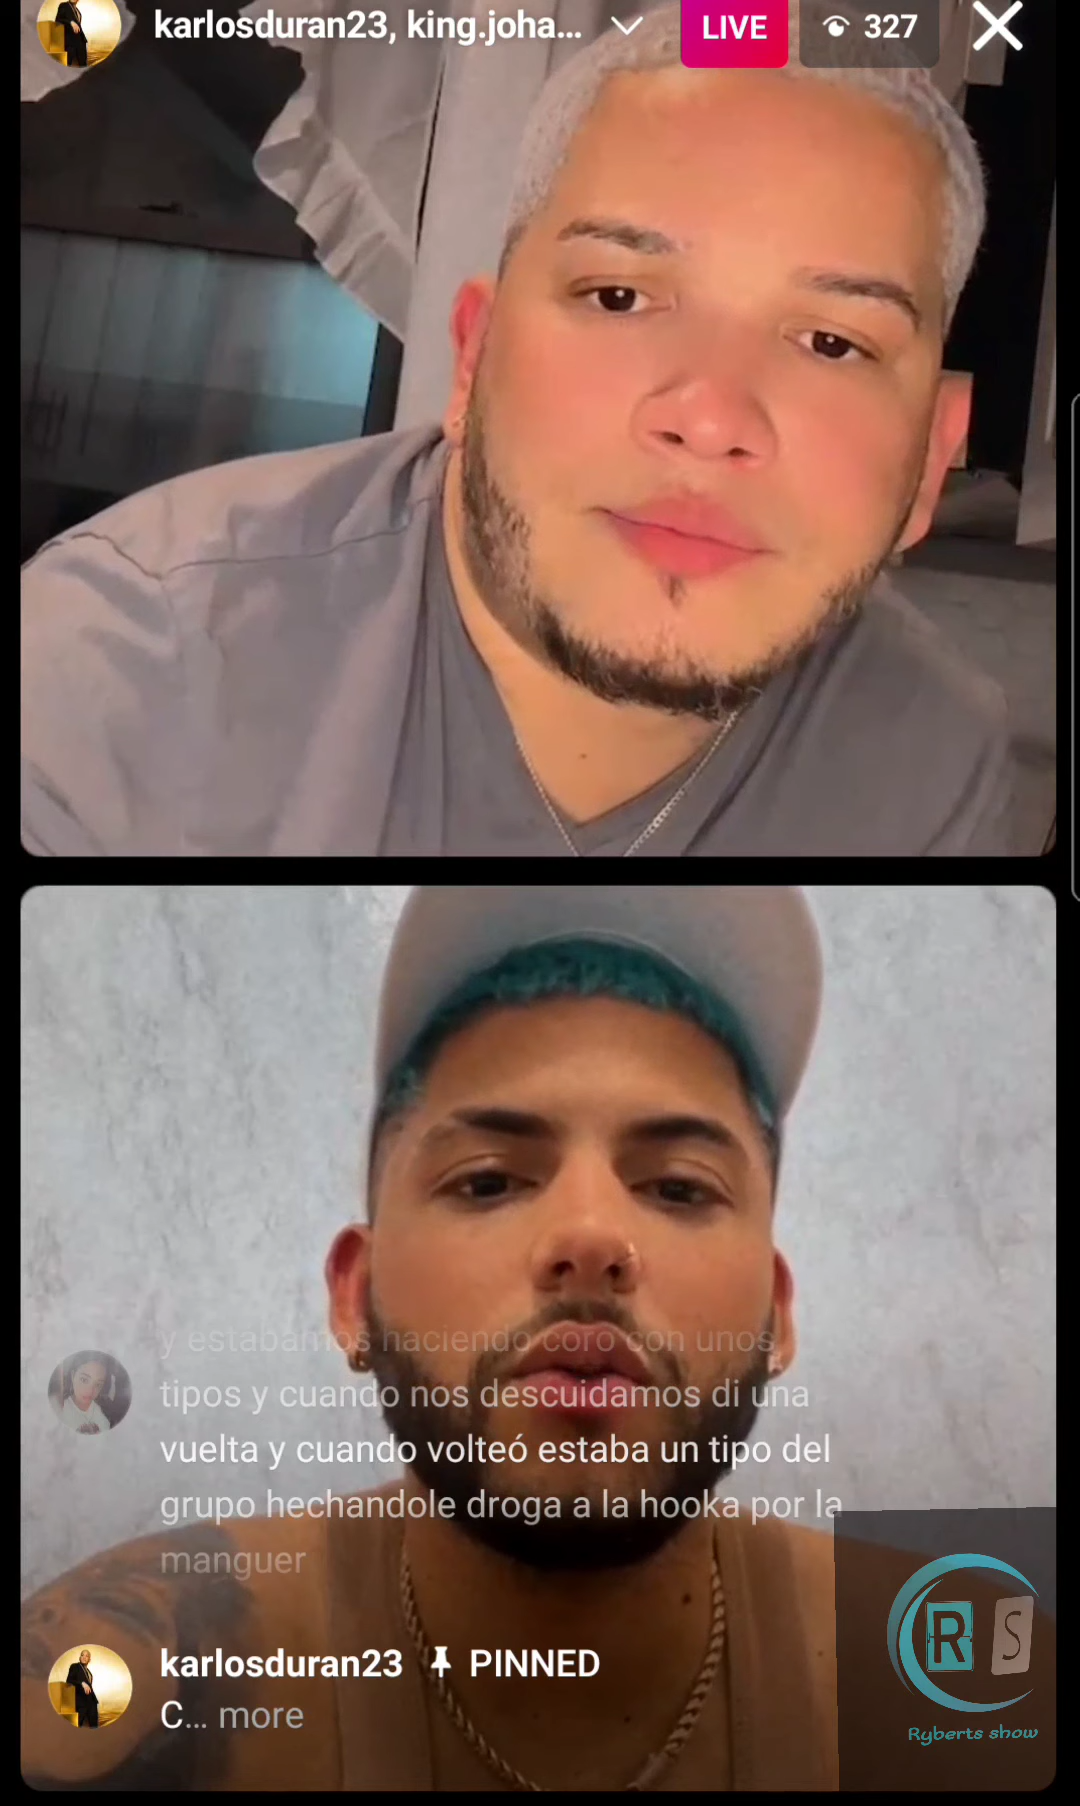 karlosduran23, king.joha...
LIVE
327
y estabamos haciendo coro con unos
tipos y cuando nos descuidamos di una
vuelta y cuando volteó estaba un tipo del
grupo hechandole droga a la hooka por la
manguer
karlosduran23 PINNED
C... more
R S
Ryberts show